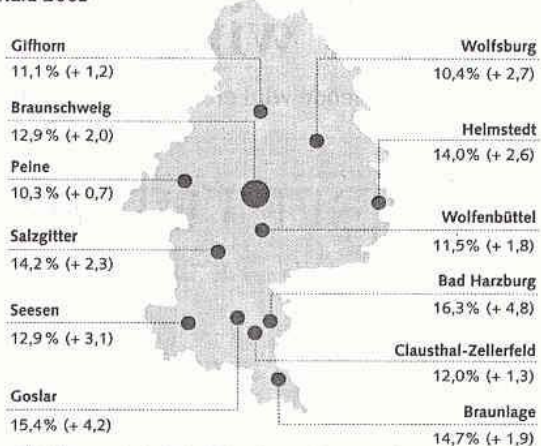 Gifhorn
11,1% (+ 1,2)
Braunschweig
12,9% (+ 2,0)
Peine
10,3% (+ 0,7)
Salzgitter
14,2% (+ 2,3)
Seesen
12,9% (+ 3,1)
Goslar
15,4% (+ 4,2)
Wolfsburg
10,4% (+ 2,7)
Helmstedt
14,0% (+ 2,6)
Wolfenbüttel
11,5% (+ 1,8)
Bad Harzburg
16,3% (+ 4,8)
Clausthal-Zellerfeld
12,0% (+ 1,3)
Braunlage
14,7% (+ 1,9)